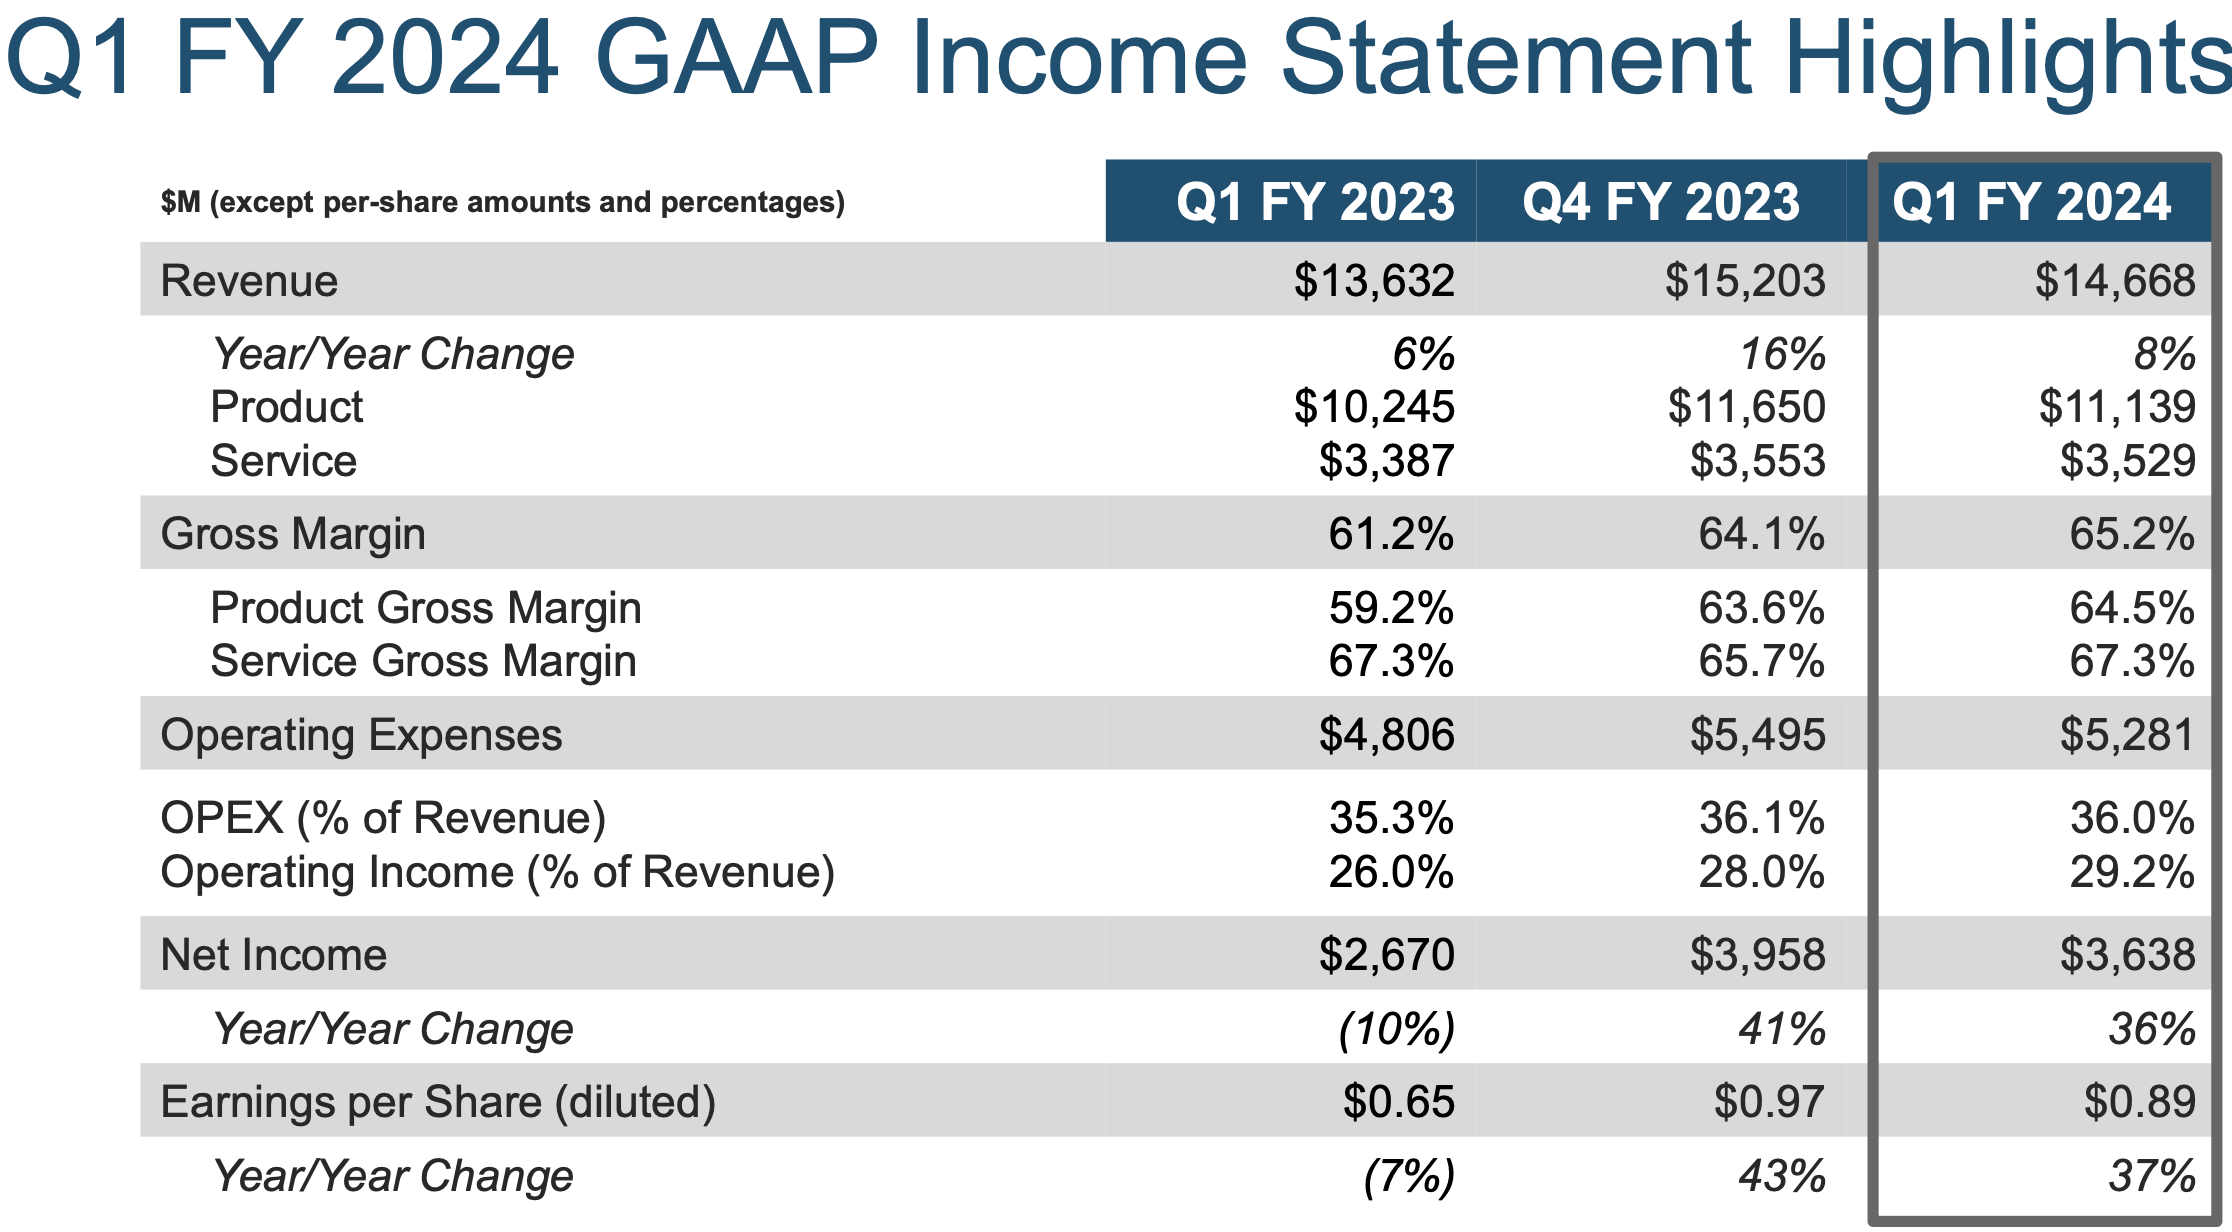 Q1 FY 2024 GAAP Income Statement Highlights
$M (except per-share amounts and percentages) Q1 FY 2023 Q4 FY 2023 Q1 FY 2024
Revenue $13,632 $15,203 $14,668
Year/Year Change 6% 16% 8%
Product $10,245 $11,650 $11,139
Service $3,387 $3,553 $3,529
Gross Margin 61.2% 64.1% 65.2%
Product Gross Margin 59.2% 63.6% 64.5%
Service Gross Margin 67.3% 65.7% 67.3%
Operating Expenses $4,806 $5,495 $5,281
OPEX (% of Revenue) 35.3% 36.1% 36.0%
Operating Income (% of Revenue) 26.0% 28.0% 29.2%
Net Income $2,670 $3,958 $3,638
Year/Year Change (10%) 41% 36%
Earnings per Share (diluted) $0.65 $0.97 $0.89
Year/Year Change (7%) 43% 37%